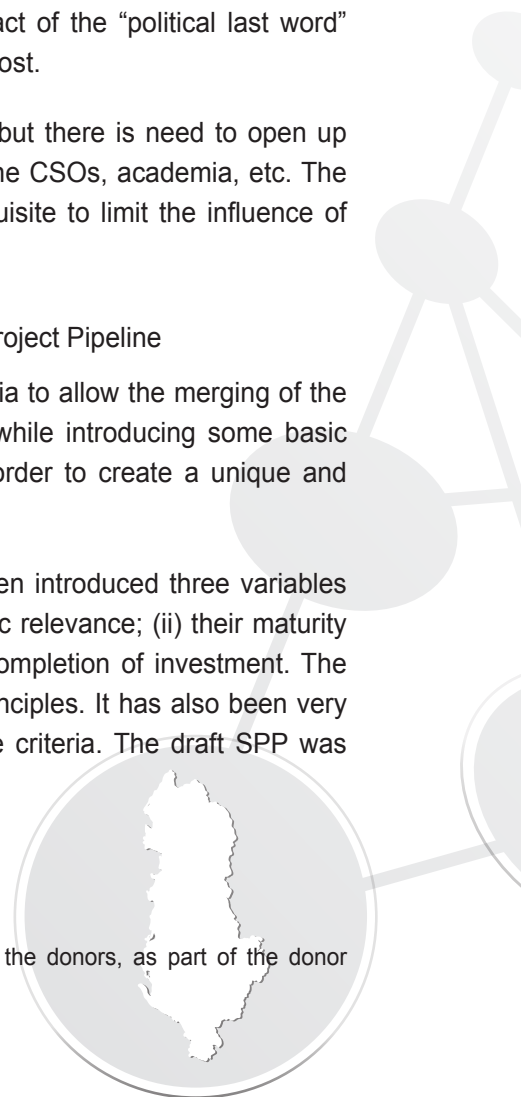 act of the “political last word”
ost.
but there is need to open up
ne CSOs, academia, etc. The
uisite to limit the influence of
roject Pipeline
ia to allow the merging of the
while introducing some basic
order to create a unique and
en introduced three variables
c relevance; (ii) their maturity
completion of investment. The
nciples. It has also been very
e criteria. The draft SPP was
the donors, as part of the donor